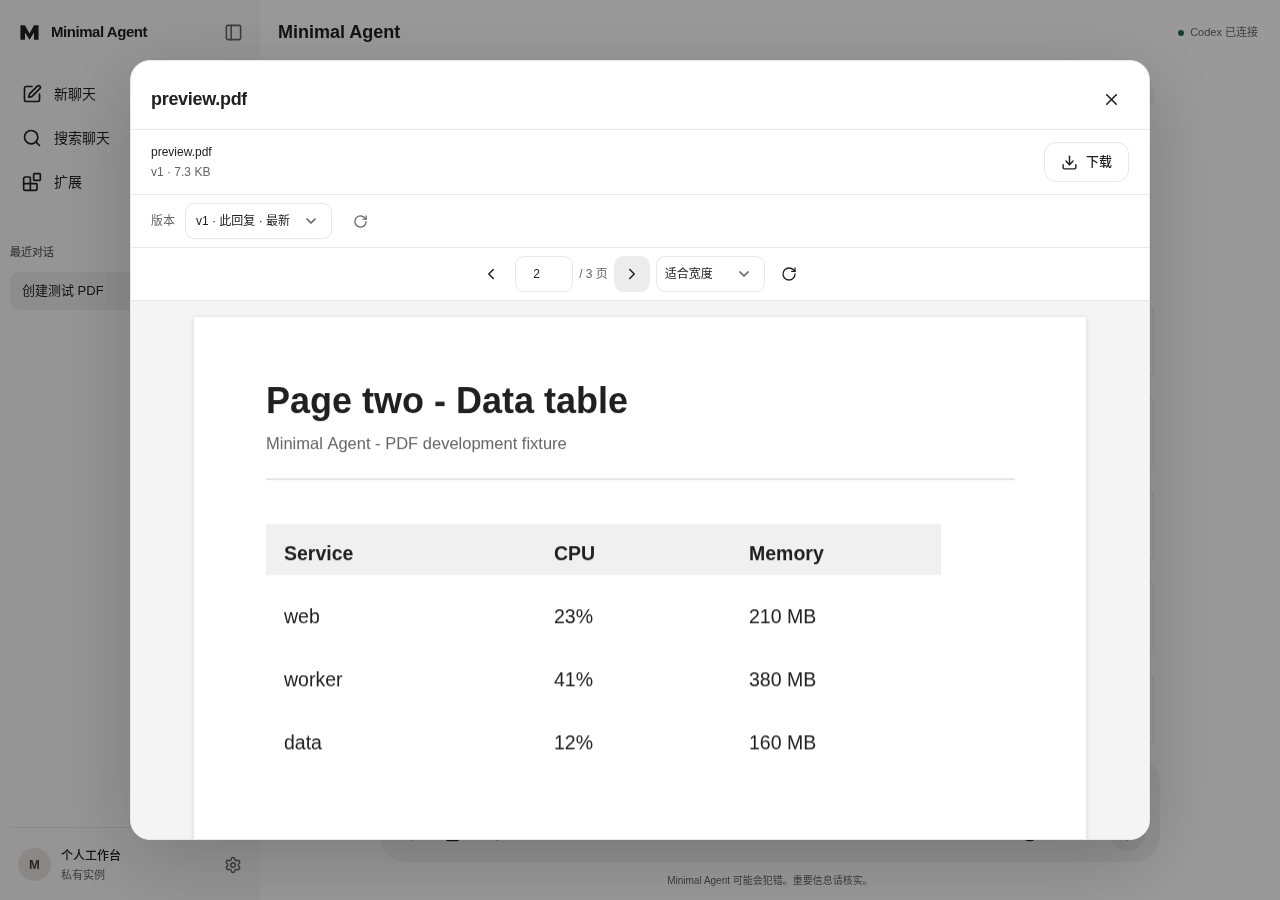 Minimal Agent
Minimal Agent
Codex 已连接
新聊天
搜索聊天
扩展
最近对话
创建测试 PDF
preview.pdf
preview.pdf
v1 · 7.3 KB
下载
版本
v1 · 此回复 · 最新
2
/ 3 页
适合宽度
Page two - Data table
Minimal Agent - PDF development fixture
Service CPU Memory
web 23% 210 MB
worker 41% 380 MB
data 12% 160 MB
M
个人工作台
私有实例
Minimal Agent 可能会犯错。重要信息请核实。